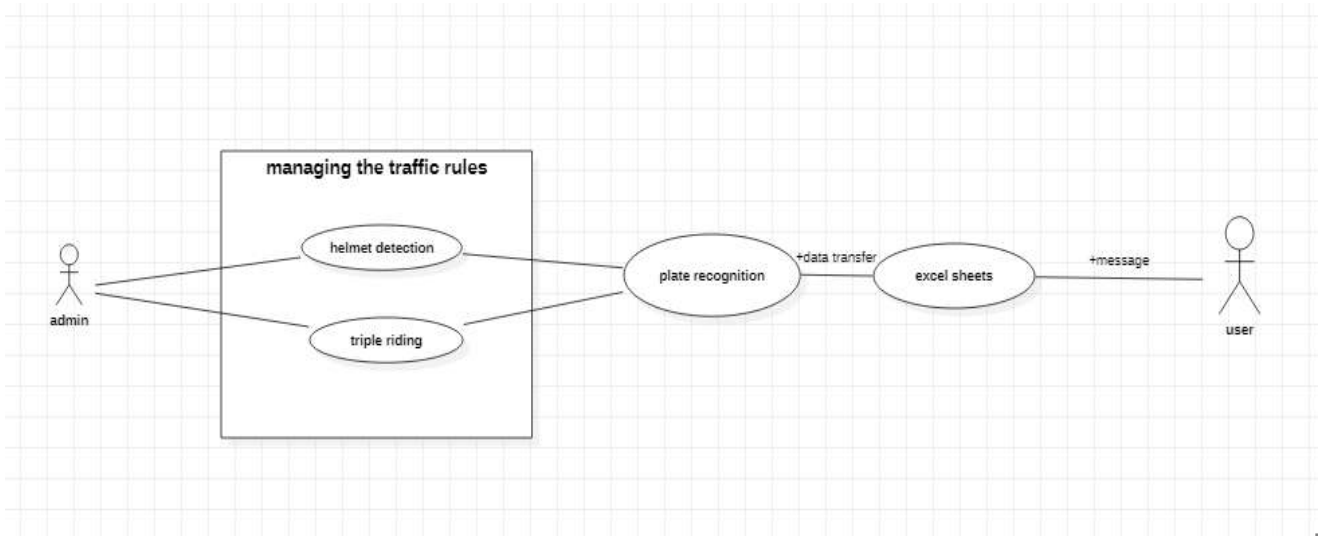 managing the traffic rules
helmet detection
triple riding
admin
plate recognition
+data transfer
excel sheets
+message
user